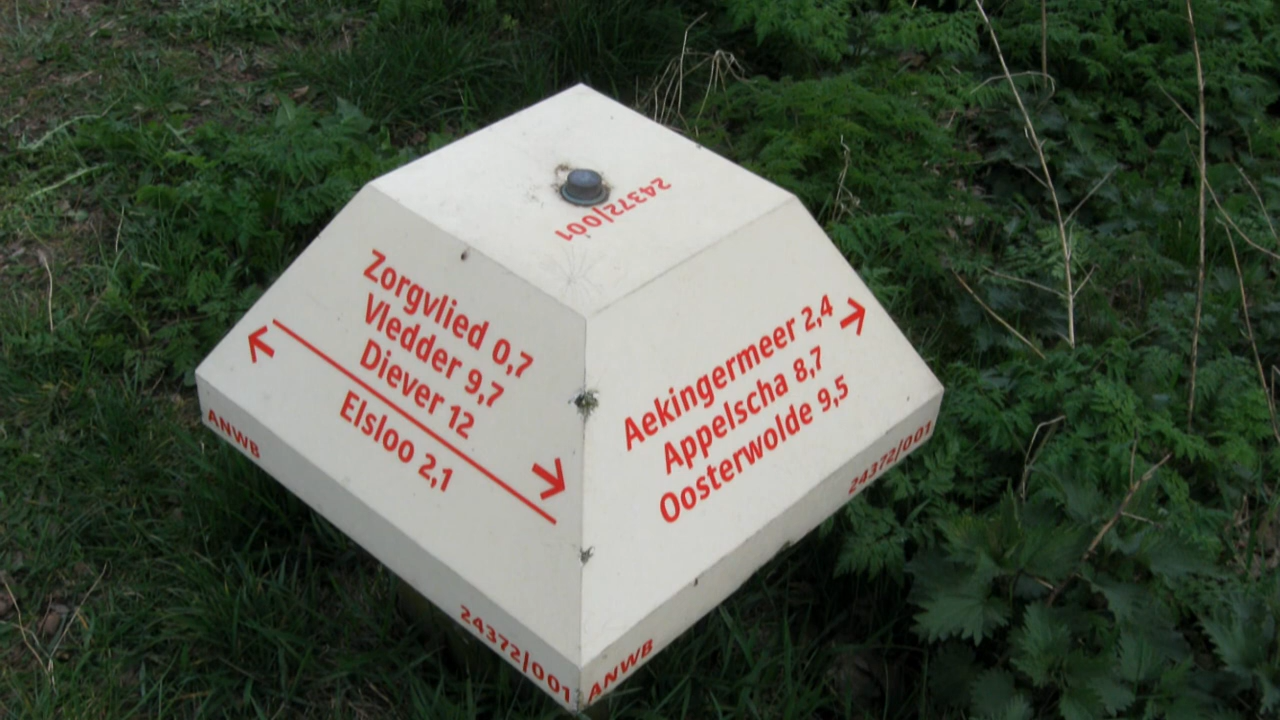 24372/001
Zorgvlied 0,7
Vledder 9,7
Diever 12
Elsloo 2,1
ANWB
24372/001
Aekingermeer 2,4
Appelscha 8,7
Oosterwolde 9,5
ANWB
24372/001